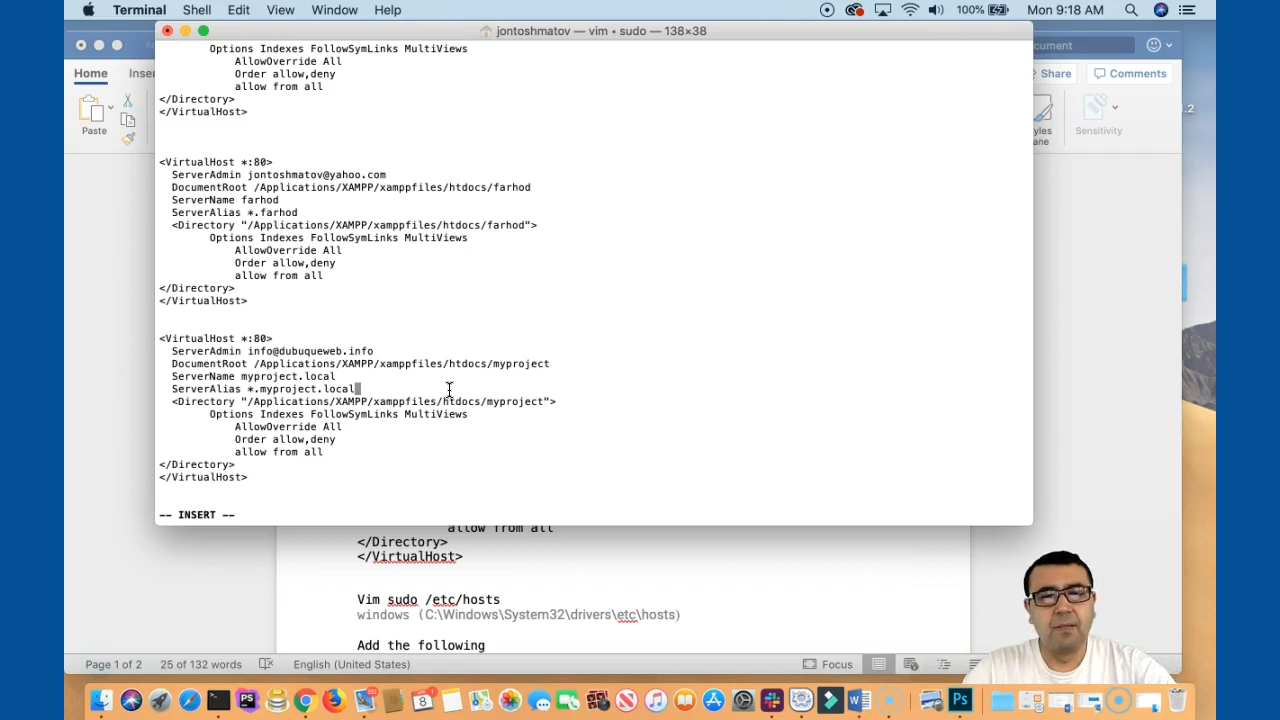 Terminal Shell Edit View Window Help 100% Mon 9:18 AM
jontoshmatov — vim • sudo — 138×38
Home Inser
Share Comments
Paste
Sensitivity
Options Indexes FollowSymLinks MultiViews
AllowOverride All
Order allow,deny
allow from all
</Directory>
</VirtualHost>
<VirtualHost *:80>
ServerAdmin jontoshmatov@yahoo.com
DocumentRoot /Applications/XAMPP/xamppfiles/htdocs/farhod
ServerName farhod
ServerAlias *.farhod
<Directory "/Applications/XAMPP/xamppfiles/htdocs/farhod">
Options Indexes FollowSymLinks MultiViews
AllowOverride All
Order allow,deny
allow from all
</Directory>
</VirtualHost>
<VirtualHost *:80>
ServerAdmin info@dubuqueweb.info
DocumentRoot /Applications/XAMPP/xamppfiles/htdocs/myproject
ServerName myproject.local
ServerAlias *.myproject.local
<Directory "/Applications/XAMPP/xamppfiles/htdocs/myproject">
Options Indexes FollowSymLinks MultiViews
AllowOverride All
Order allow,deny
allow from all
</Directory>
</VirtualHost>
-- INSERT --
allow from all
</Directory>
</VirtualHost>
Vim sudo /etc/hosts
windows (C:\Windows\System32\drivers\etc\hosts)
Add the following
Page 1 of 2 25 of 132 words English (United States) Focus